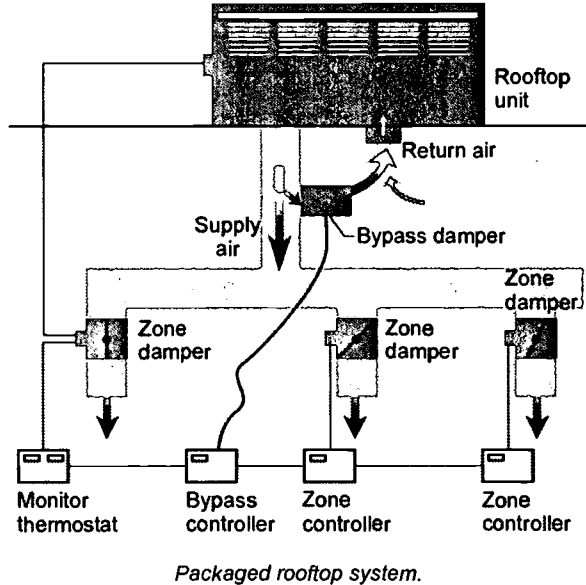 Rooftop
unit
Return air
Supply
air
Bypass damper
Zone
damper
Zone
damper
Zone
damper
Monitor
thermostat
Bypass
controller
Zone
controller
Zone
controller
Packaged rooftop system.